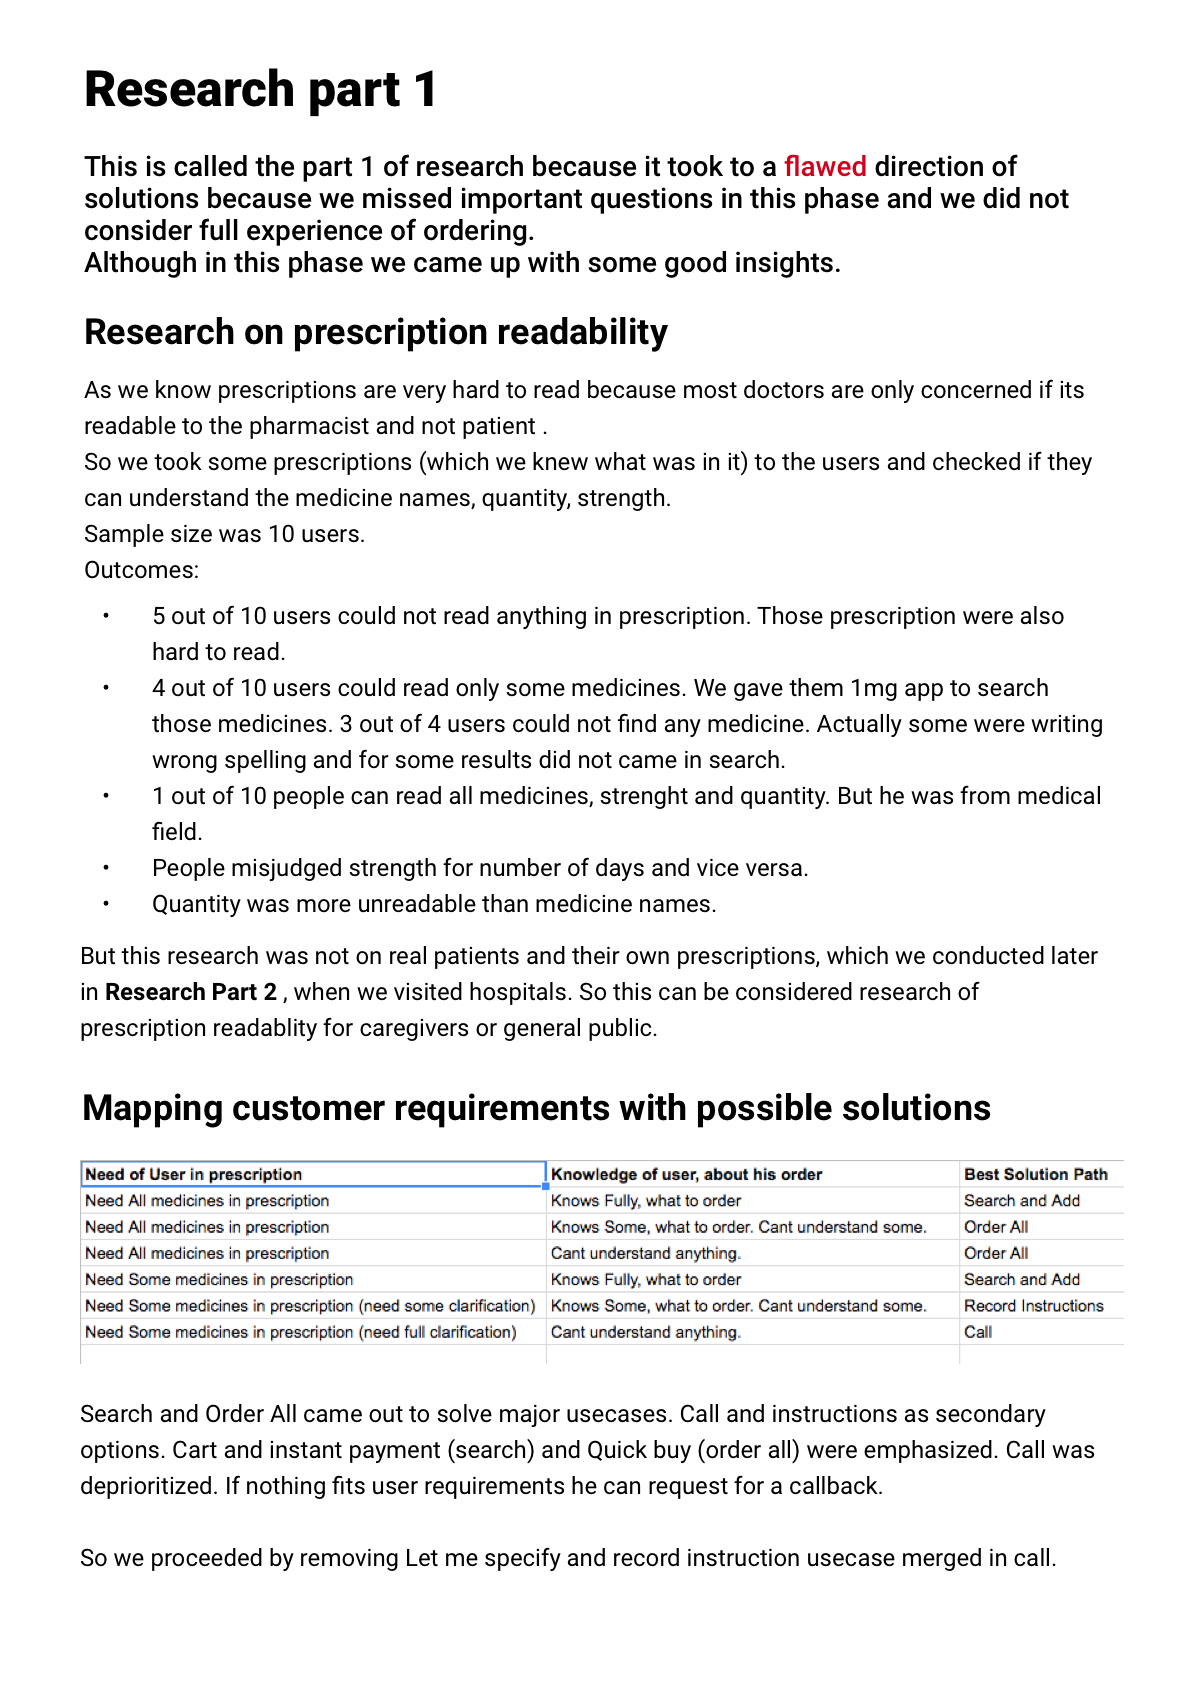 Research part 1
This is called the part 1 of research because it took to a flawed direction of
solutions because we missed important questions in this phase and we did not
consider full experience of ordering.
Although in this phase we came up with some good insights.
Research on prescription readability
As we know prescriptions are very hard to read because most doctors are only concerned if its
readable to the pharmacist and not patient .
So we took some prescriptions (which we knew what was in it) to the users and checked if they
can understand the medicine names, quantity, strength.
Sample size was 10 users.
Outcomes:
• 5 out of 10 users could not read anything in prescription. Those prescription were also
hard to read.
• 4 out of 10 users could read only some medicines. We gave them 1mg app to search
those medicines. 3 out of 4 users could not find any medicine. Actually some were writing
wrong spelling and for some results did not came in search.
• 1 out of 10 people can read all medicines, strenght and quantity. But he was from medical
field.
• People misjudged strength for number of days and vice versa.
• Quantity was more unreadable than medicine names.
But this research was not on real patients and their own prescriptions, which we conducted later
in Research Part 2 , when we visited hospitals. So this can be considered research of
prescription readablity for caregivers or general public.
Mapping customer requirements with possible solutions
Need of User in prescription Knowledge of user, about his order Best Solution Path
Need All medicines in prescription Knows Fully, what to order Search and Add
Need All medicines in prescription Knows Some, what to order. Cant understand some. Order All
Need All medicines in prescription Cant understand anything. Order All
Need Some medicines in prescription Knows Fully, what to order Search and Add
Need Some medicines in prescription (need some clarification) Knows Some, what to order. Cant understand some. Record Instructions
Need Some medicines in prescription (need full clarification) Cant understand anything. Call
Search and Order All came out to solve major usecases. Call and instructions as secondary
options. Cart and instant payment (search) and Quick buy (order all) were emphasized. Call was
deprioritized. If nothing fits user requirements he can request for a callback.
So we proceeded by removing Let me specify and record instruction usecase merged in call.